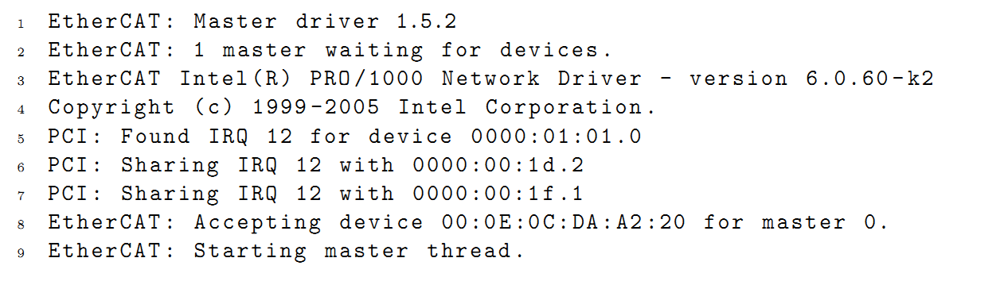 1 EtherCAT: Master driver 1.5.2
2 EtherCAT: 1 master waiting for devices.
3 EtherCAT Intel(R) PRO/1000 Network Driver - version 6.0.60-k2
4 Copyright (c) 1999-2005 Intel Corporation.
5 PCI: Found IRQ 12 for device 0000:01:01.0
6 PCI: Sharing IRQ 12 with 0000:00:1d.2
7 PCI: Sharing IRQ 12 with 0000:00:1f.1
8 EtherCAT: Accepting device 00:0E:0C:DA:A2:20 for master 0.
9 EtherCAT: Starting master thread.